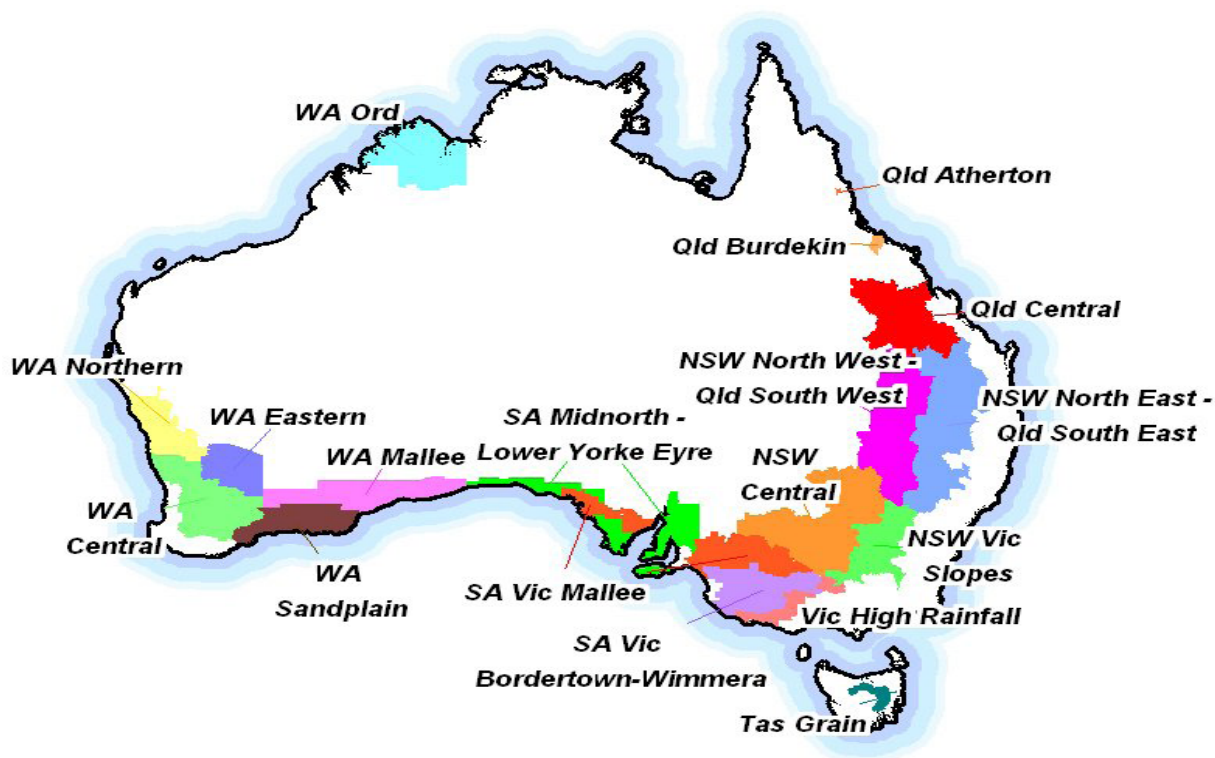 WA Ord
Qld Atherton
Qld Burdekin
Qld Central
WA Northern
NSW North West -
Qld South West
NSW North East -
Qld South East
WA Eastern
SA Midnorth -
Lower Yorke Eyre
WA Mallee
NSW
Central
WA
Central
NSW Vic
Slopes
WA
Sandplain
SA Vic Mallee
Vic High Rainfall
SA Vic
Bordertown-Wimmera
Tas Grain